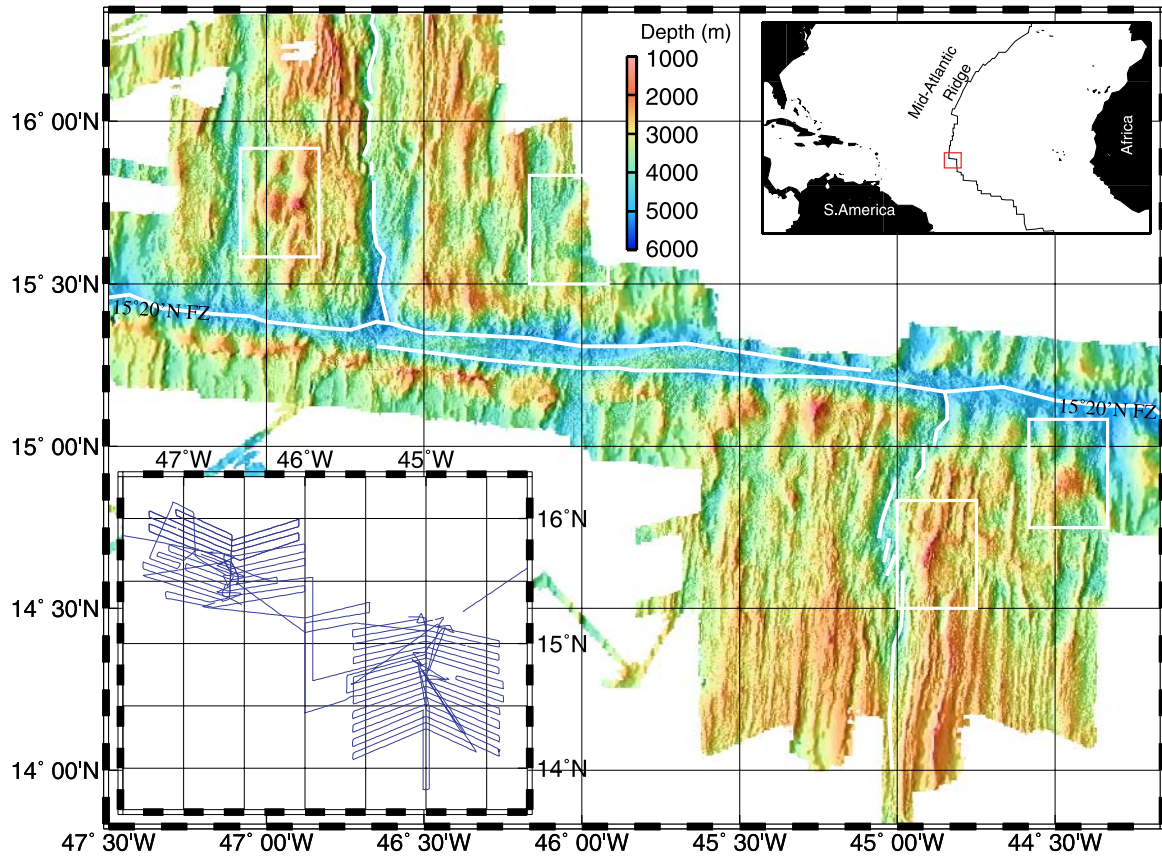 Depth (m)
1000
2000
3000
4000
5000
6000
Mid-Atlantic
Ridge
Africa
S.America
16° 00'N
15° 30'N
15° 00'N
14° 30'N
14° 00'N
15°20'N FZ
15°20'N FZ
47°W
46°W
45°W
16°N
15°N
14°N
47° 30'W
47° 00'W
46° 30'W
46° 00'W
45° 30'W
45° 00'W
44° 30'W